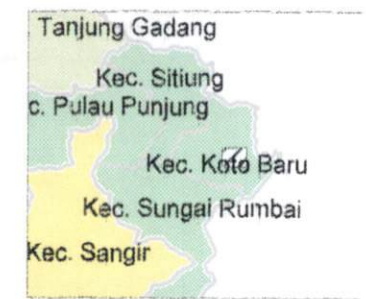 Tanjung Gadang
Kec. Sitiung
c. Pulau Punjung
Kec. Koto Baru
Kec. Sungai Rumbai
Kec. Sangir